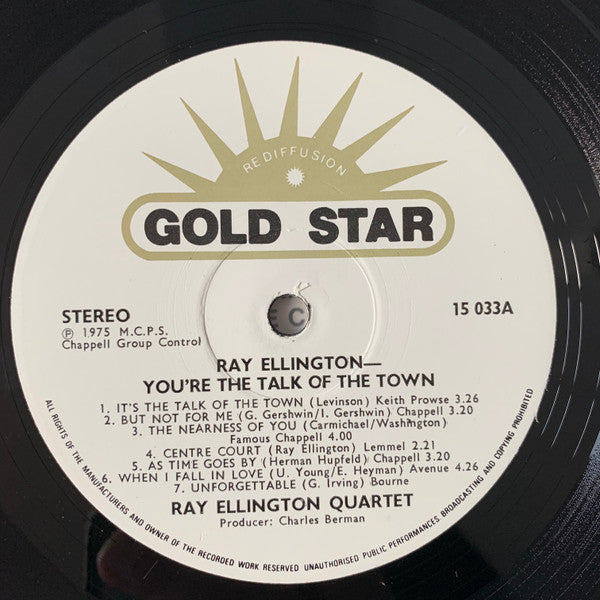 REDIFFUSION
GOLD STAR
STEREO
℗ 1975 M.C.P.S.
Chappell Group Control
15 033A
RAY ELLINGTON—
YOU'RE THE TALK OF THE TOWN
1. IT'S THE TALK OF THE TOWN (Levinson) Keith Prowse 3.26
2. BUT NOT FOR ME (G. Gershwin/I. Gershwin) Chappell 3.20
3. THE NEARNESS OF YOU (Carmichael/Washington)
Famous Chappell 4.00
4. CENTRE COURT (Ray Ellington) Lemmel 2.21
5. AS TIME GOES BY (Herman Hupfeld) Chappell 3.20
6. WHEN I FALL IN LOVE (U. Young/E. Heyman) Avenue 4.26
7. UNFORGETTABLE (G. Irving) Bourne
RAY ELLINGTON QUARTET
Producer: Charles Berman
ALL RIGHTS OF THE MANUFACTURERS AND OWNER OF THE RECORDED WORK RESERVED UNAUTHORISED PUBLIC PERFORMANCES. BROADCASTING AND COPYING PROHIBITED